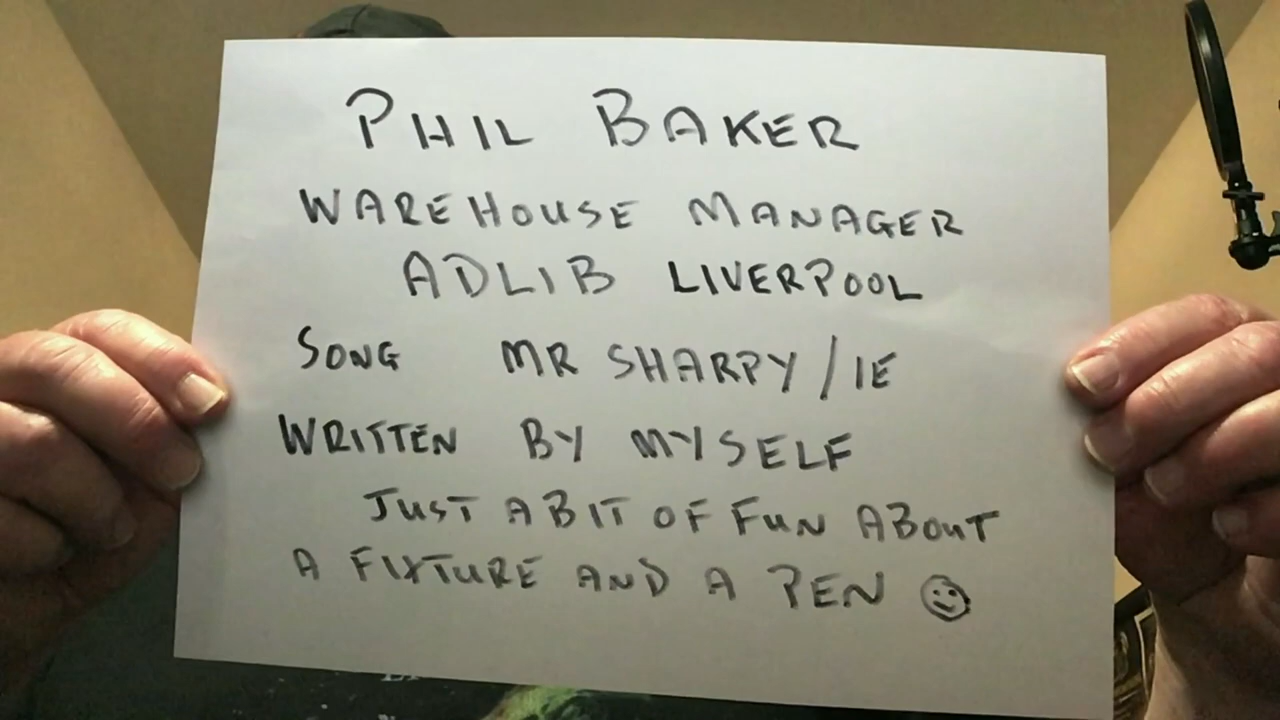 PHIL BAKER
WAREHOUSE MANAGER
ADLIB LIVERPOOL
SONG MR SHARPY/IE
WRITTEN BY MYSELF
JUST A BIT OF FUN ABOUT
A FIXTURE AND A PEN ☺